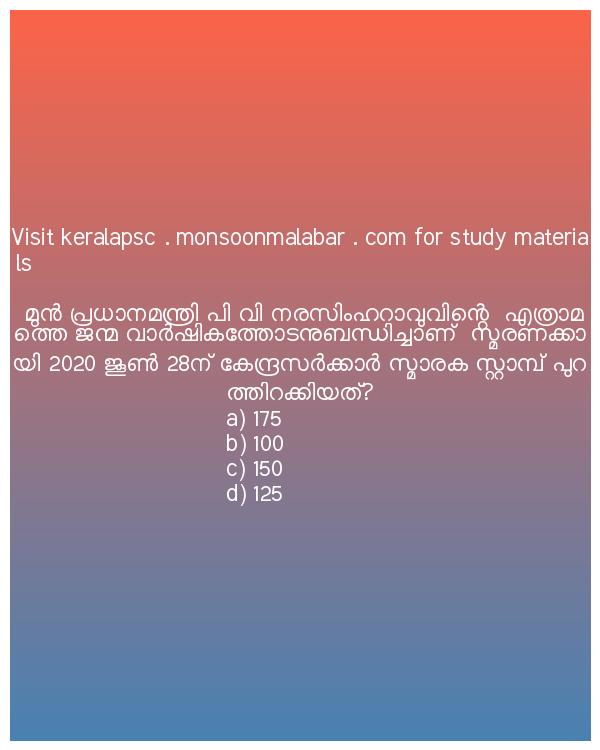 Visit keralapsc . monsoonmalabar . com for study materia
ls
മുൻ പ്രധാനമന്ത്രി പി വി നരസിംഹറാവുവിന്റെ എത്രാമ
ത്തെ ജന്മ വാർഷികത്തോടനുബന്ധിച്ചാണ് സ്മരണക്കാ
യി 2020 ജൂൺ 28ന് കേന്ദ്രസർക്കാർ സ്മാരക സ്റ്റാമ്പ് പുറ
ത്തിറക്കിയത്?
a) 175
b) 100
c) 150
d) 125